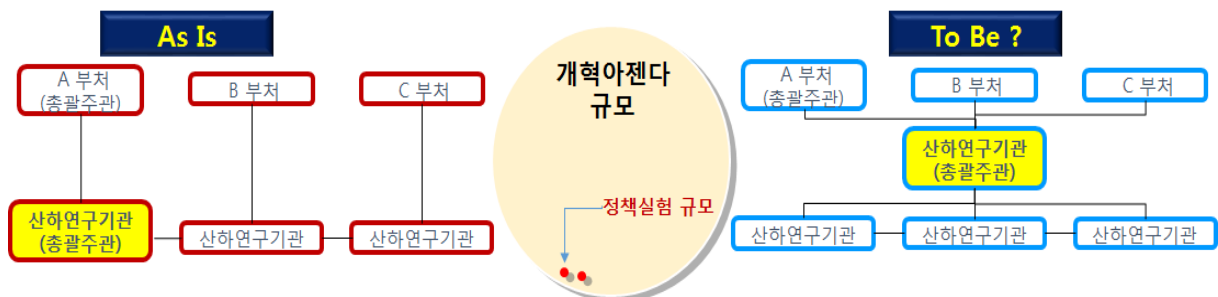 As Is
A 부처
(총괄주관)
B 부처
C 부처
산하연구기관
(총괄주관)
산하연구기관
산하연구기관
개혁아젠다
규모
정책실험 규모
To Be ?
A 부처
(총괄주관)
B 부처
C 부처
산하연구기관
(총괄주관)
산하연구기관
산하연구기관
산하연구기관